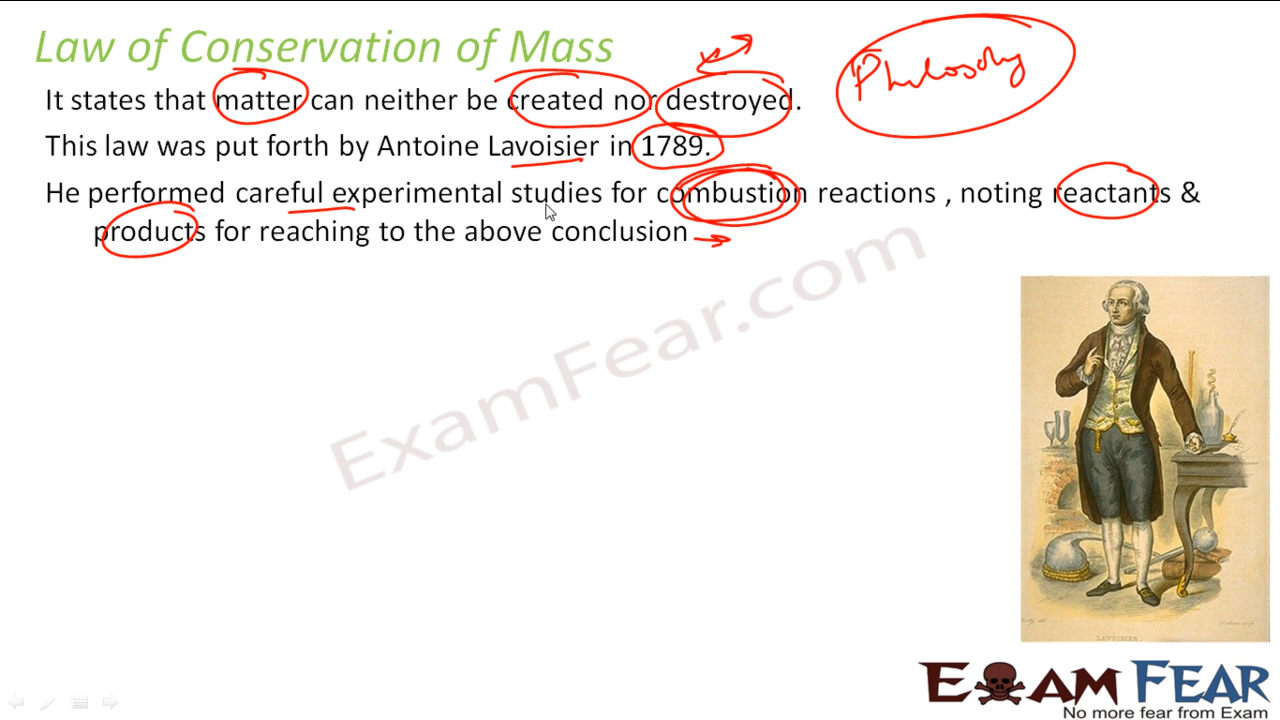 Law of Conservation of Mass
Philosophy
It states that matter can neither be created nor destroyed.
This law was put forth by Antoine Lavoisier in 1789.
He performed careful experimental studies for combustion reactions , noting reactants &
products for reaching to the above conclusion
ExamFear.com
LAVOISIER
EXAM FEAR
No more fear from Exam